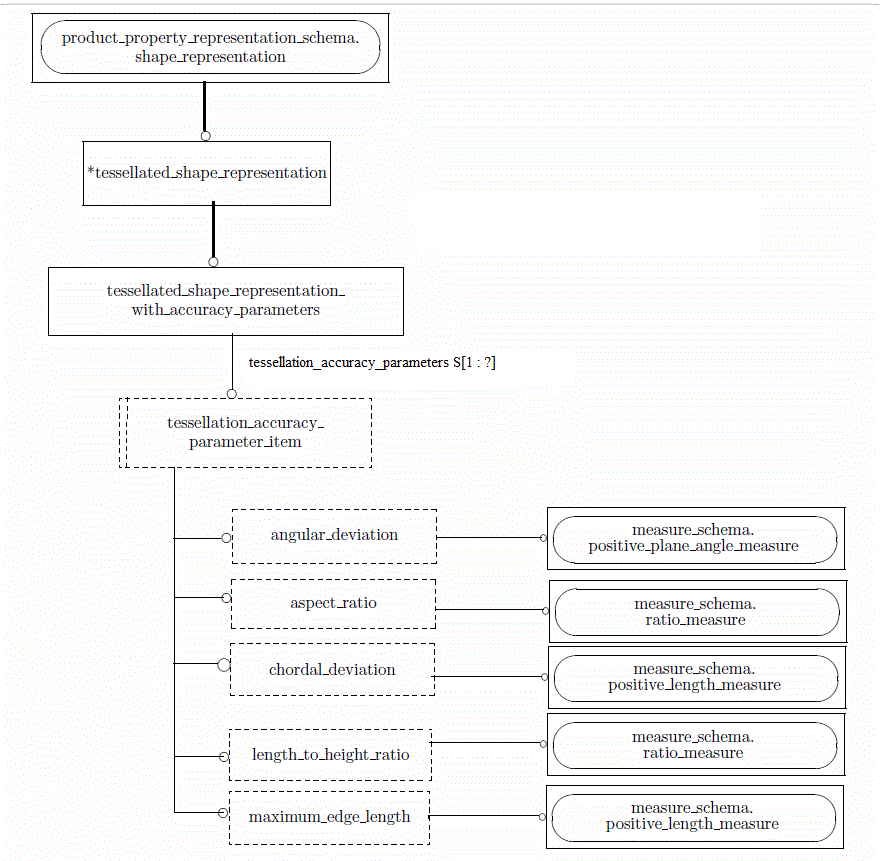 product_property_representation_schema.
shape_representation
*tessellated_shape_representation
tessellated_shape_representation_
with_accuracy_parameters
tessellation_accuracy_parameters S[1 : ?]
tessellation_accuracy_
parameter_item
angular_deviation
measure_schema.
positive_plane_angle_measure
aspect_ratio
measure_schema.
ratio_measure
chordal_deviation
measure_schema.
positive_length_measure
length_to_height_ratio
measure_schema.
ratio_measure
maximum_edge_length
measure_schema.
positive_length_measure